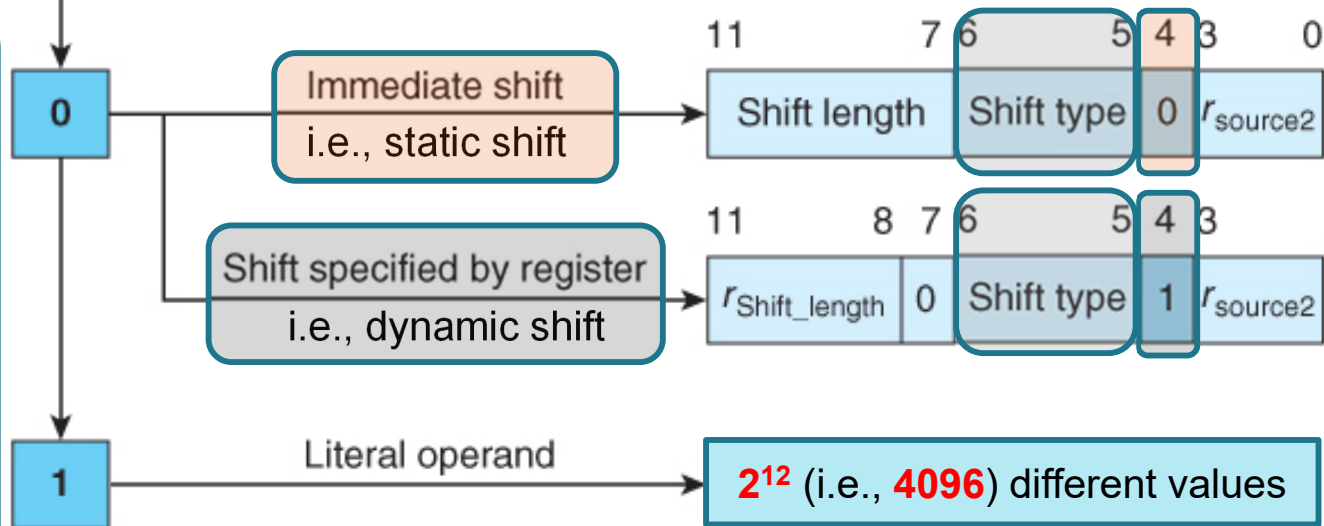 11 7 6 5 4 3 0
0 Immediate shift Shift length Shift type 0 rsource2
i.e., static shift
11 8 7 6 5 4 3
Shift specified by register rShift_length 0 Shift type 1 rsource2
i.e., dynamic shift
1 Literal operand 2¹² (i.e., 4096) different values